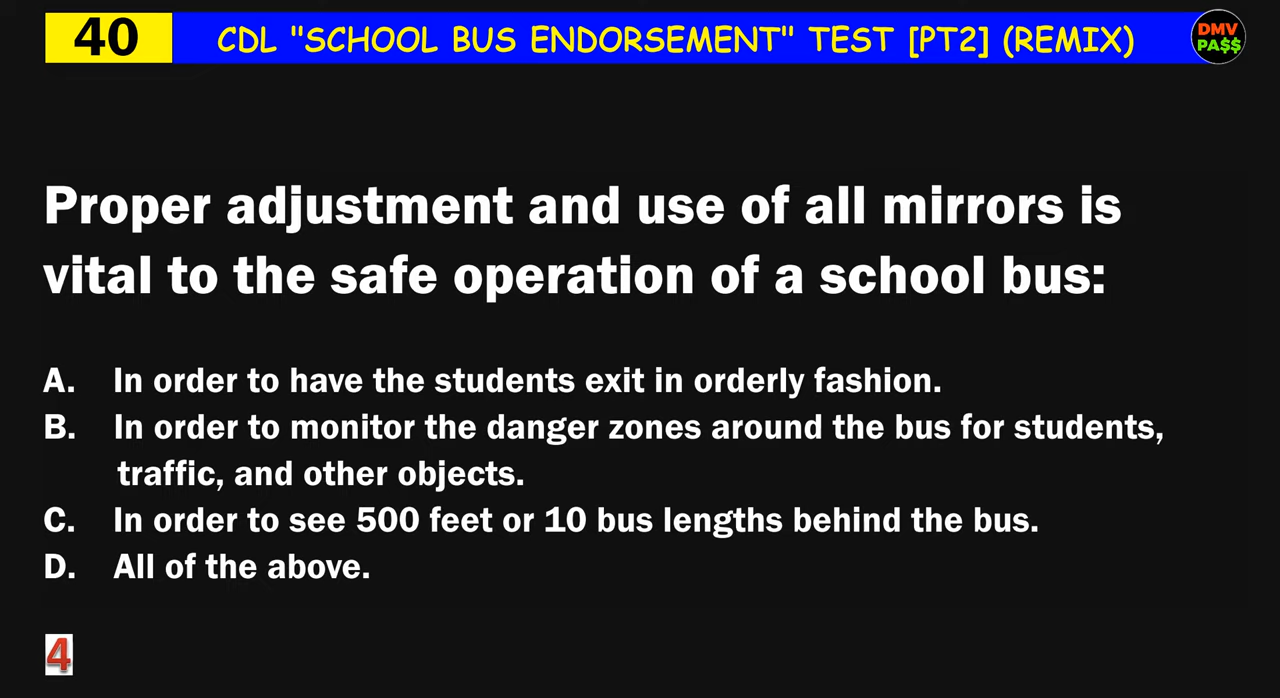 40
CDL "SCHOOL BUS ENDORSEMENT" TEST [PT2] (REMIX)
DMV
PA$$
Proper adjustment and use of all mirrors is
vital to the safe operation of a school bus:
A. In order to have the students exit in orderly fashion.
B. In order to monitor the danger zones around the bus for students,
traffic, and other objects.
C. In order to see 500 feet or 10 bus lengths behind the bus.
D. All of the above.
4